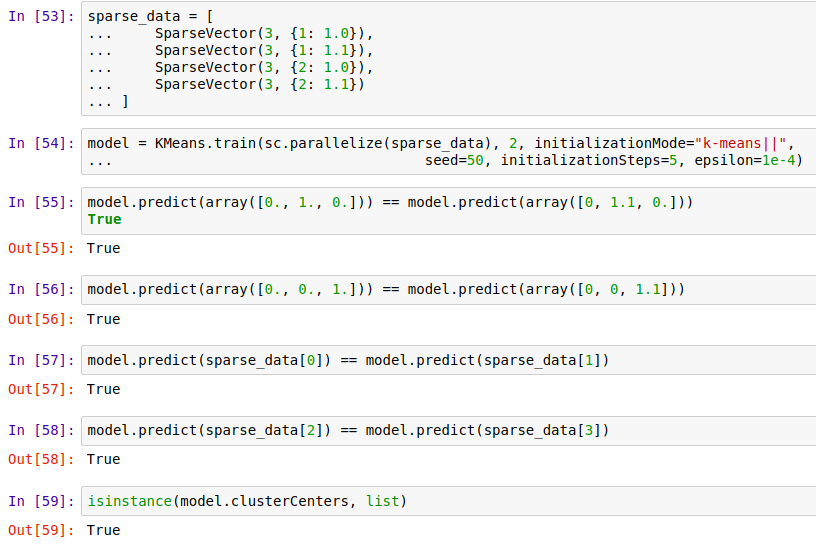 In [53]: sparse_data = [
...     SparseVector(3, {1: 1.0}),
...     SparseVector(3, {1: 1.1}),
...     SparseVector(3, {2: 1.0}),
...     SparseVector(3, {2: 1.1})
... ]
In [54]: model = KMeans.train(sc.parallelize(sparse_data), 2, initializationMode="k-means||",
...                                     seed=50, initializationSteps=5, epsilon=1e-4)
In [55]: model.predict(array([0., 1., 0.])) == model.predict(array([0, 1.1, 0.]))
True
Out[55]: True
In [56]: model.predict(array([0., 0., 1.])) == model.predict(array([0, 0, 1.1]))
Out[56]: True
In [57]: model.predict(sparse_data[0]) == model.predict(sparse_data[1])
Out[57]: True
In [58]: model.predict(sparse_data[2]) == model.predict(sparse_data[3])
Out[58]: True
In [59]: isinstance(model.clusterCenters, list)
Out[59]: True